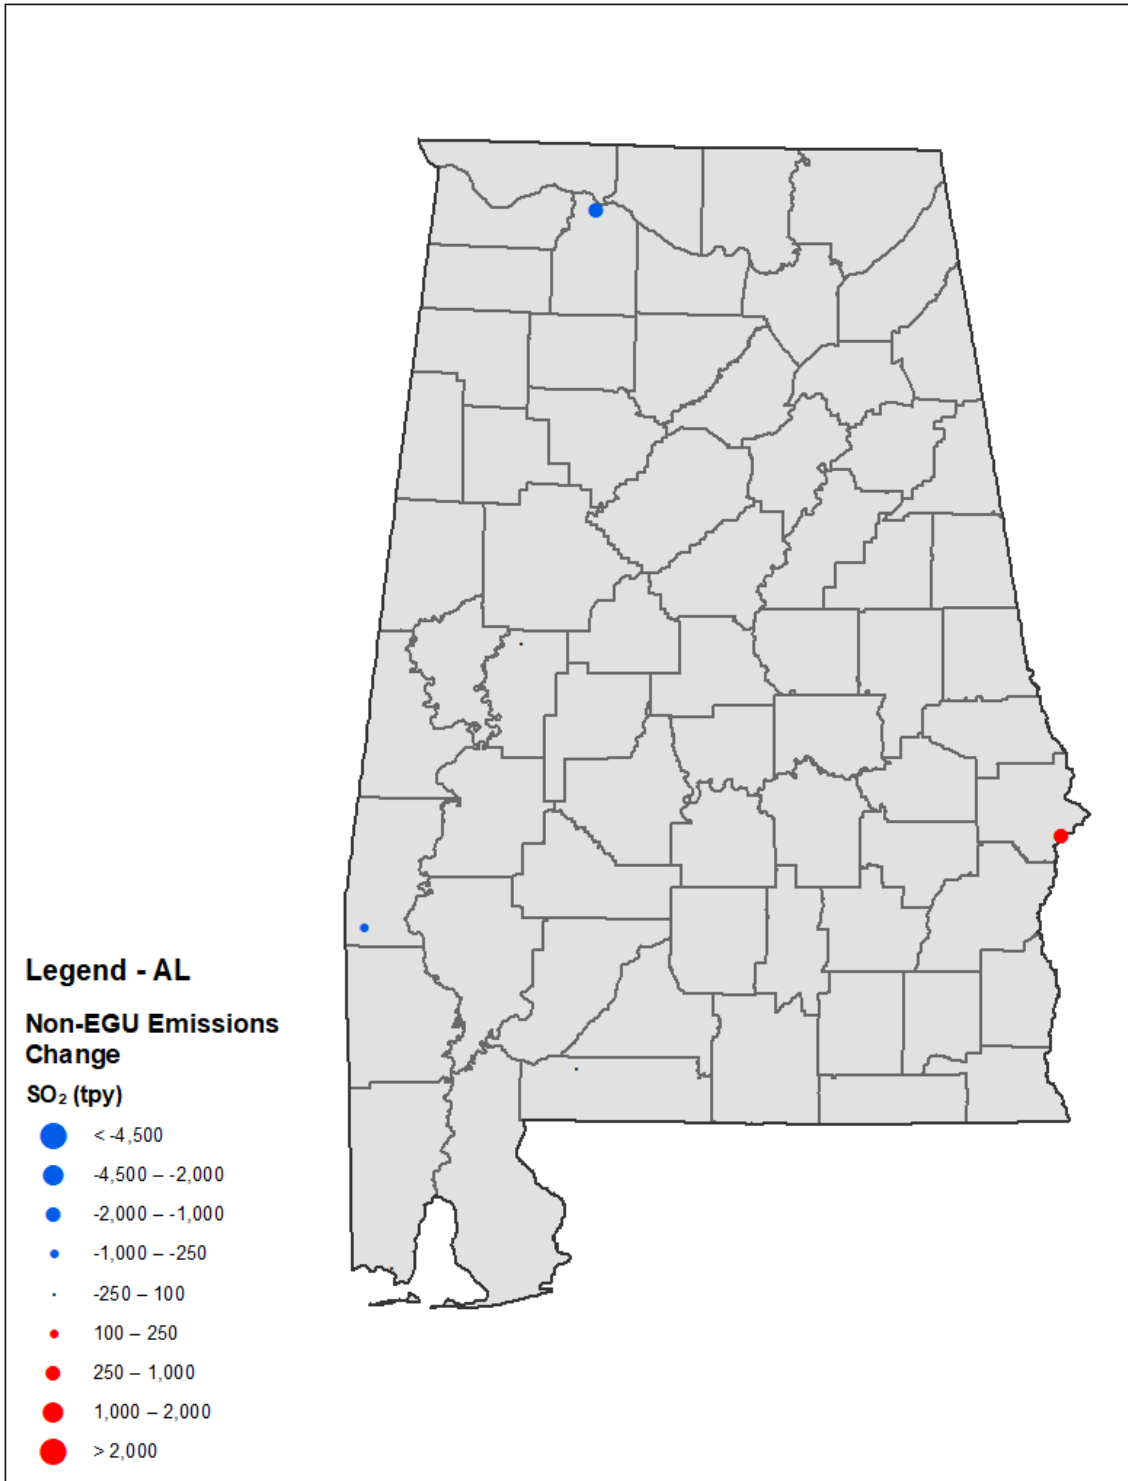 Legend - AL
Non-EGU Emissions
Change
SO₂ (tpy)
< -4,500
-4,500 – -2,000
-2,000 – -1,000
-1,000 – -250
-250 – 100
100 – 250
250 – 1,000
1,000 – 2,000
> 2,000